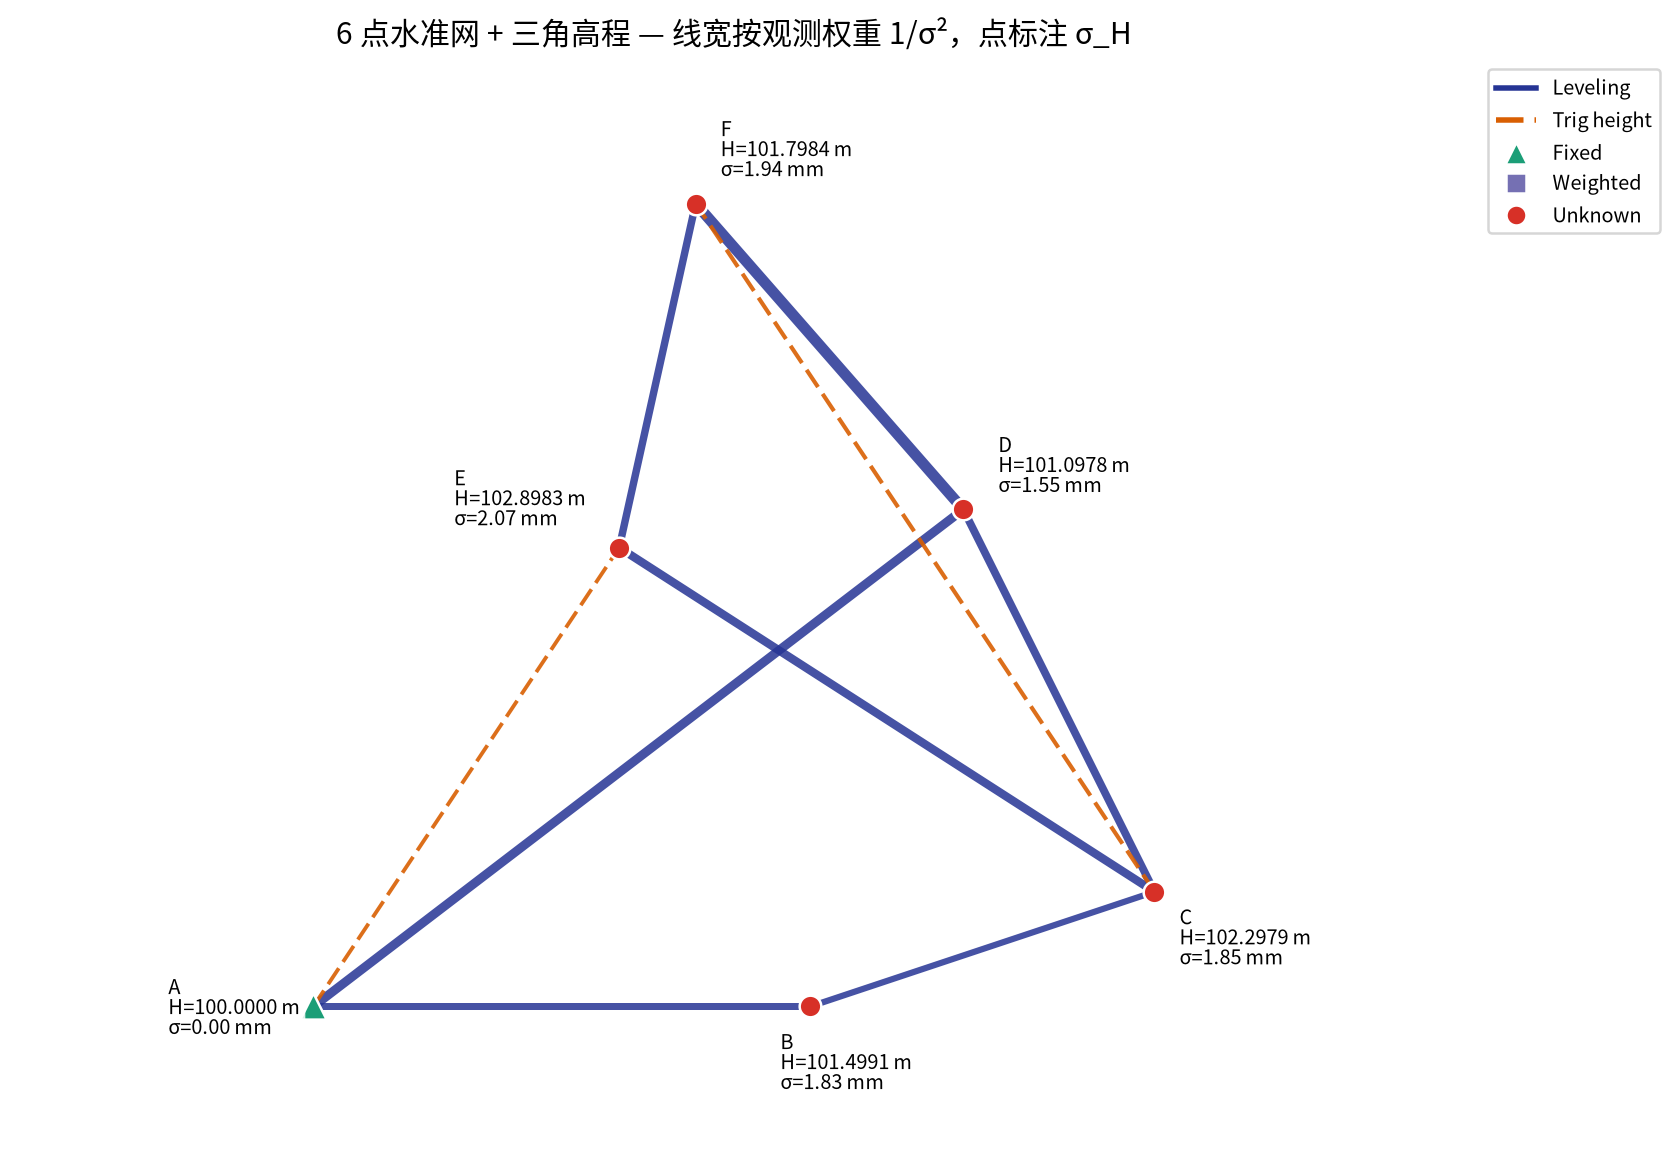 6 点水准网 + 三角高程 — 线宽按观测权重 1/σ²，点标注 σ_H
Leveling
Trig height
Fixed
Weighted
Unknown
F
H=101.7984 m
σ=1.94 mm
D
H=101.0978 m
σ=1.55 mm
E
H=102.8983 m
σ=2.07 mm
C
H=102.2979 m
σ=1.85 mm
A
H=100.0000 m
σ=0.00 mm
B
H=101.4991 m
σ=1.83 mm